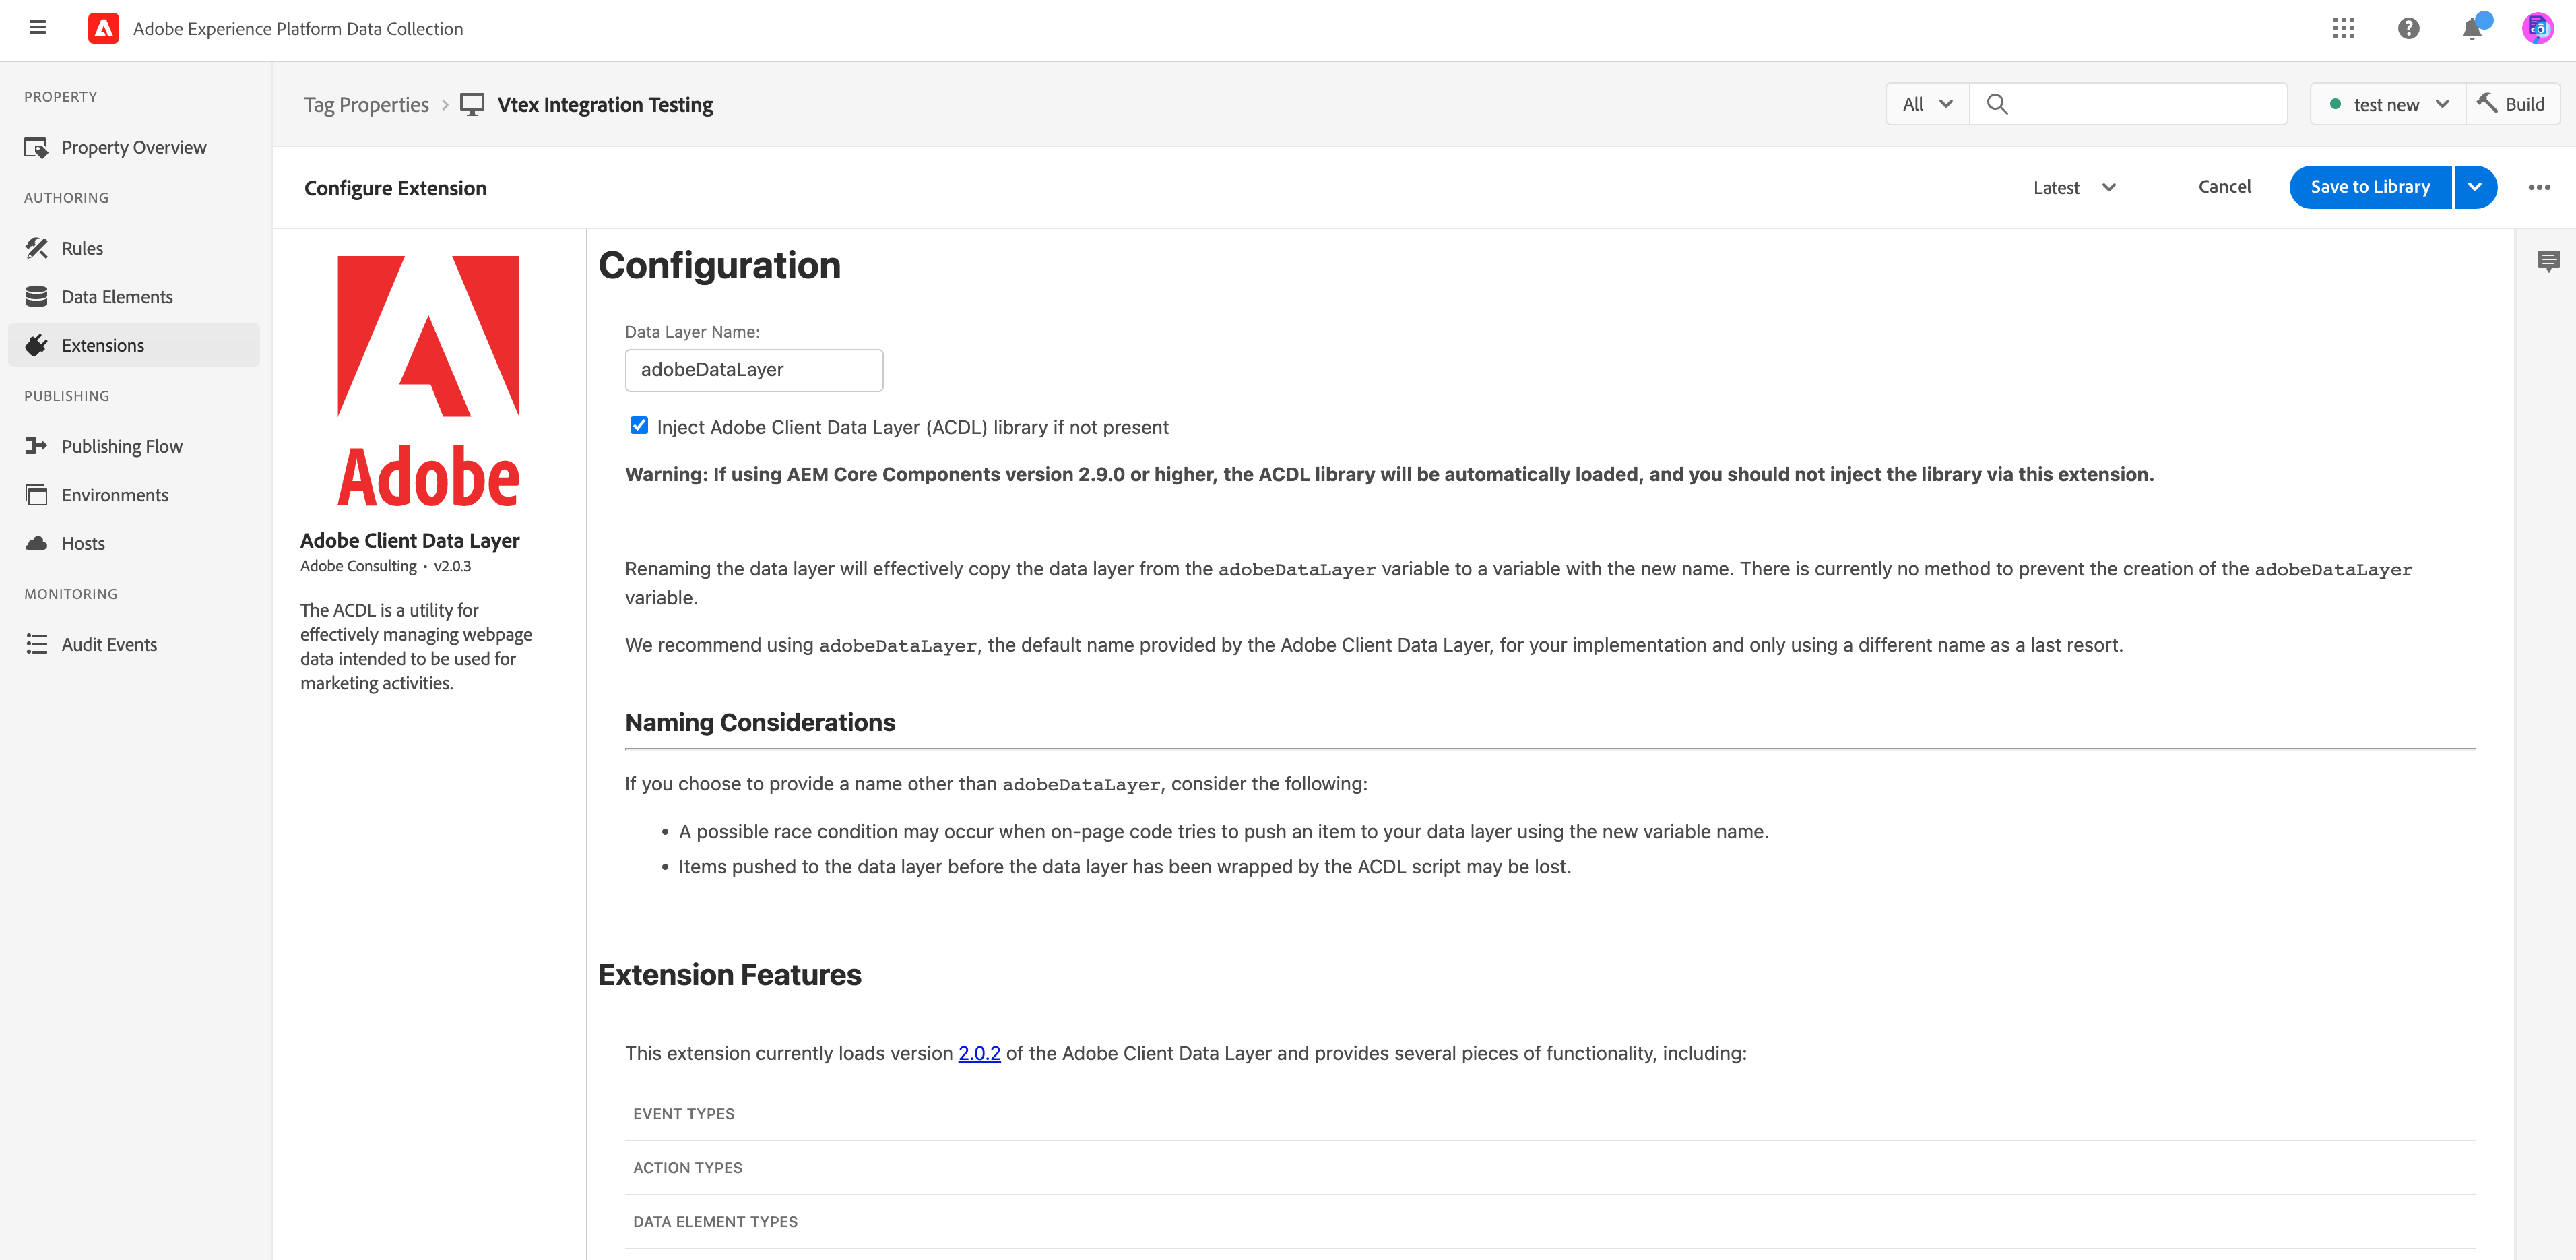 Adobe Experience Platform Data Collection
PROPERTY
Property Overview
AUTHORING
Rules
Data Elements
Extensions
PUBLISHING
Publishing Flow
Environments
Hosts
MONITORING
Audit Events
Tag Properties > Vtex Integration Testing
All
test new
Build
Configure Extension
Latest
Cancel
Save to Library
Adobe
Adobe Client Data Layer
Adobe Consulting • v2.0.3
The ACDL is a utility for
effectively managing webpage
data intended to be used for
marketing activities.
Configuration
Data Layer Name:
adobeDataLayer
Inject Adobe Client Data Layer (ACDL) library if not present
Warning: If using AEM Core Components version 2.9.0 or higher, the ACDL library will be automatically loaded, and you should not inject the library via this extension.
Renaming the data layer will effectively copy the data layer from the adobeDataLayer variable to a variable with the new name. There is currently no method to prevent the creation of the adobeDataLayer
variable.
We recommend using adobeDataLayer, the default name provided by the Adobe Client Data Layer, for your implementation and only using a different name as a last resort.
Naming Considerations
If you choose to provide a name other than adobeDataLayer, consider the following:
• A possible race condition may occur when on-page code tries to push an item to your data layer using the new variable name.
• Items pushed to the data layer before the data layer has been wrapped by the ACDL script may be lost.
Extension Features
This extension currently loads version 2.0.2 of the Adobe Client Data Layer and provides several pieces of functionality, including:
EVENT TYPES
ACTION TYPES
DATA ELEMENT TYPES